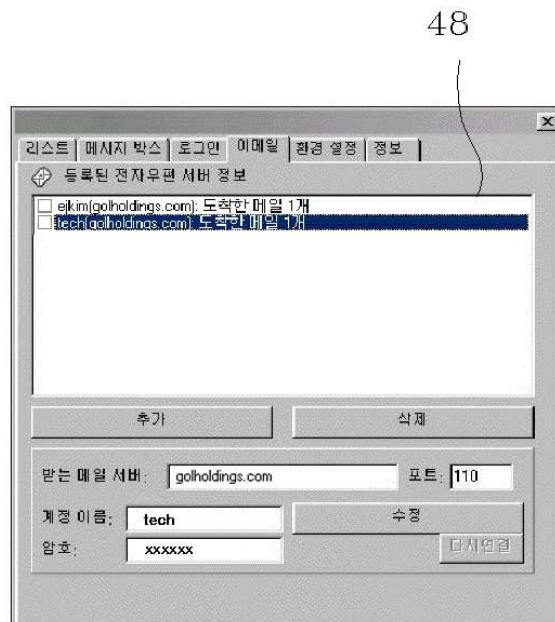 48
리스트 메시지 박스 로그인 이메일 환경 설정 정보
등록된 전자우편 서버 정보
ejkim(golholdings.com): 도착한 메일 1개
tech(golholdings.com): 도착한 메일 1개
추가 삭제
받는 메일 서버: golholdings.com 포트: 110
계정 이름: tech 수정
암호: xxxxxx 다시연결